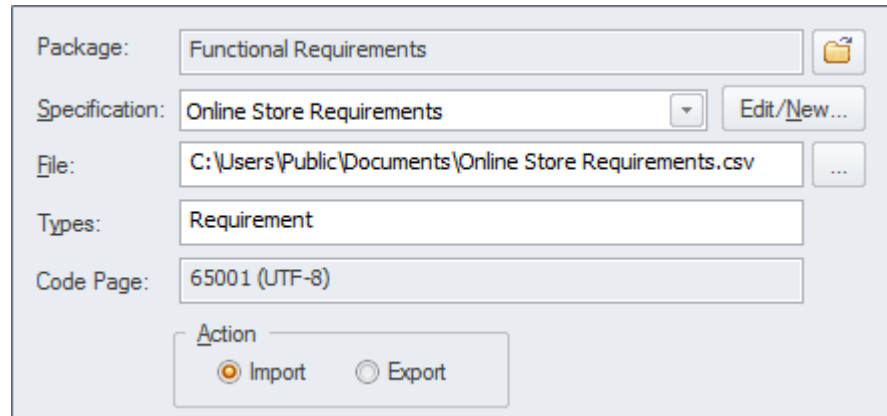 Package: Functional Requirements
Specification: Online Store Requirements Edit/New...
File: C:\Users\Public\Documents\Online Store Requirements.csv ...
Types: Requirement
Code Page: 65001 (UTF-8)
Action
Import Export